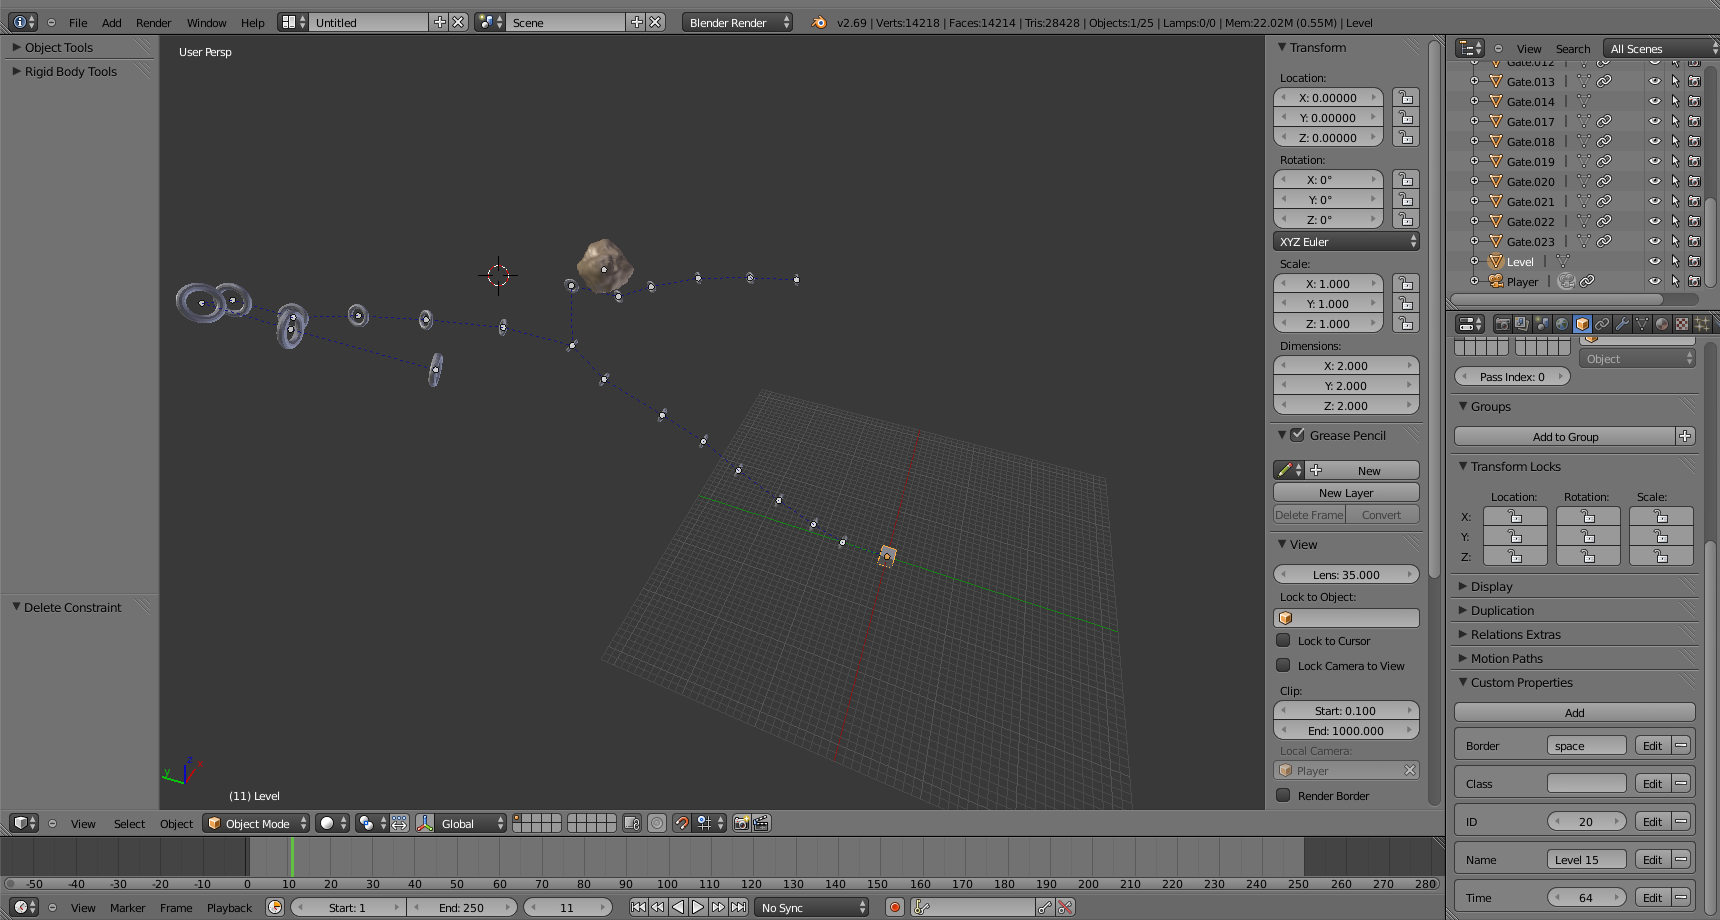 File Add Render Window Help Untitled Scene Blender Render v2.69 | Verts:14218 | Faces:14214 | Tris:28428 | Objects:1/25 | Lamps:0/0 | Mem:22.02M (0.55M) | Level
Object Tools
Rigid Body Tools
Delete Constraint
User Persp
y
z
x
(11) Level
Transform
Location:
X: 0.00000
Y: 0.00000
Z: 0.00000
Rotation:
X: 0°
Y: 0°
Z: 0°
XYZ Euler
Scale:
X: 1.000
Y: 1.000
Z: 1.000
Dimensions:
X: 2.000
Y: 2.000
Z: 2.000
Grease Pencil
New
New Layer
Delete Frame Convert
View
Lens: 35.000
Lock to Object:
Lock to Cursor
Lock Camera to View
Clip:
Start: 0.100
End: 1000.000
Local Camera:
Player
Render Border
View Search All Scenes
Gate.012
Gate.013
Gate.014
Gate.017
Gate.018
Gate.019
Gate.020
Gate.021
Gate.022
Gate.023
Level
Player
Object
Pass Index: 0
Groups
Add to Group
Transform Locks
Location: Rotation: Scale:
X:
Y:
Z:
Display
Duplication
Relations Extras
Motion Paths
Custom Properties
Add
Border space Edit
Class Edit
ID 20 Edit
Name Level 15 Edit
Time 64 Edit
View Select Object Object Mode Global
-50 -40 -30 -20 -10 0 10 20 30 40 50 60 70 80 90 100 110 120 130 140 150 160 170 180 190 200 210 220 230 240 250 260 270 280
View Marker Frame Playback Start: 1 End: 250 11 No Sync